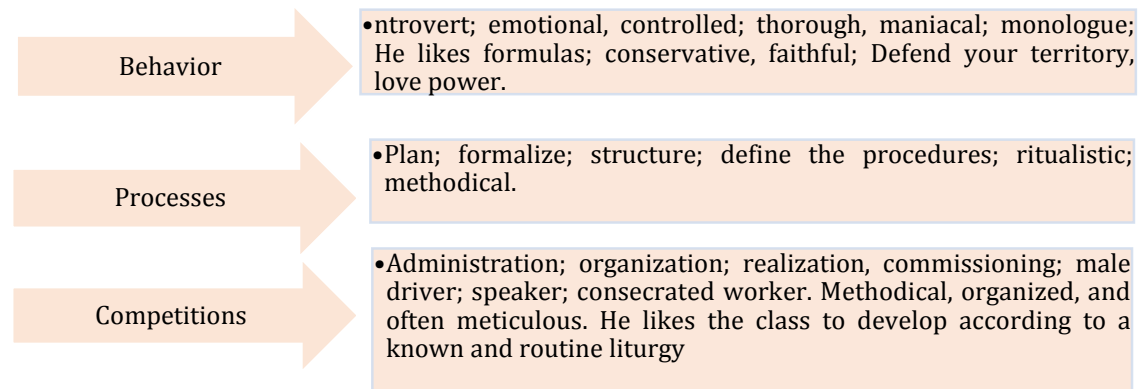 Behavior
•ntrovert; emotional, controlled; thorough, maniacal; monologue;
He likes formulas; conservative, faithful; Defend your territory,
love power.
Processes
•Plan; formalize; structure; define the procedures; ritualistic;
methodical.
Competitions
•Administration; organization; realization, commissioning; male
driver; speaker; consecrated worker. Methodical, organized, and
often meticulous. He likes the class to develop according to a
known and routine liturgy